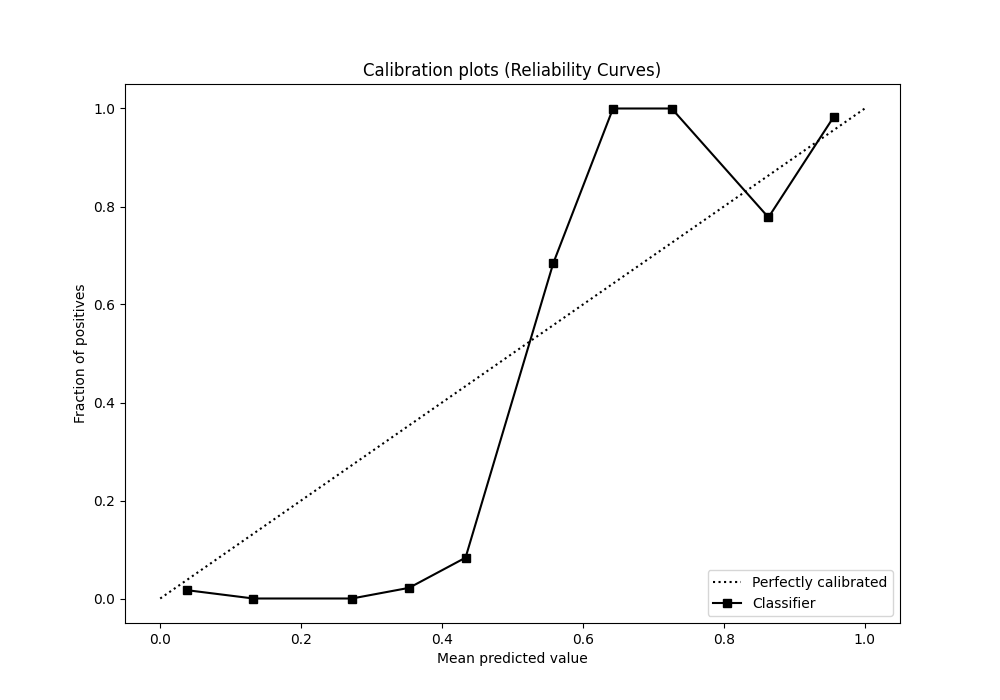 Calibration plots (Reliability Curves)
1.0
0.8
0.6
0.4
0.2
0.0
Fraction of positives
0.0 0.2 0.4 0.6 0.8 1.0
Mean predicted value
Perfectly calibrated
Classifier